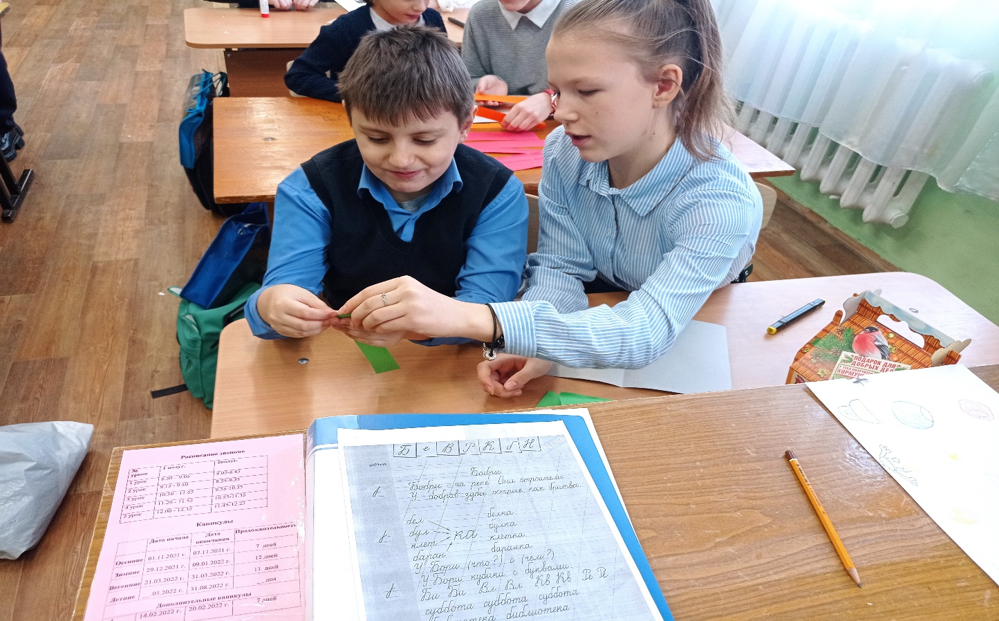 Расписание звонков
№ урока 1 полуг. 2полуг.
1 урок 8.30 - 9.05 8.05-8.45
2 урок 9.15 - 9.50 8.55-9.35
3 урок 10.30 - 11.05 9.55-10.35
4 урок 11.20 - 11.55 10.55-11.35
5 урок 12.00 - 12.35 11.45-12.25
Каникулы
Дата начала Дата окончания Продолжительность
Осенние 01.11.2021 г. 07.11.2021 г. 7 дней
Зимние 29.12.2021 г. 09.01.2022 г. 12 дней
Весенние 21.03.2022 г. 31.03.2022 г. 11 дней
Летние .05.2022 г. 31.08.2022 г. дня
Дополнительные каникулы
14.02.2022 г. 20.02.2022 г. 7 дней
Б е В Р К Г Н
Бобры
Бобры - на реке. Они строители.
У бобров зубы острые, как бритва.
бел
бул
клет
баран
ка
белка
булка
клетка
баранка
У Бори (что?) с (чем?)
У Бори кубики с буквами.
Би Би Вл Вл Кв Кв Ре Ре
суббота суббота суббота
библиотека
ПОДАРОК ДЛЯ
ДОБРЫХ ДЕЛ
У ТЕБЯ ПОЛУЧИТСЯ
КОРМУШ